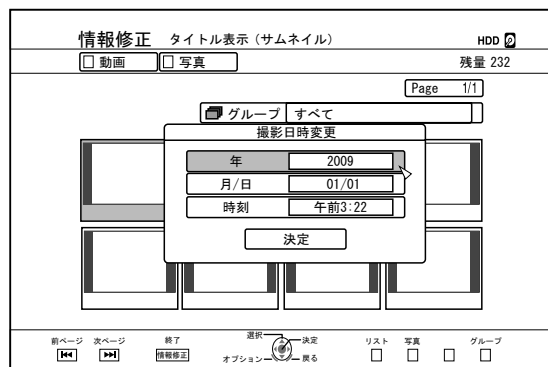 情報修正 タイトル表示（サムネイル） HDD
動画 写真 残量 232
Page 1/1
グループ すべて
撮影日時変更
年 2009
月/日 01/01
時刻 午前3:22
決定
前ページ 次ページ 終了 選択 決定 リスト 写真 グループ
情報修正 オプション 戻る